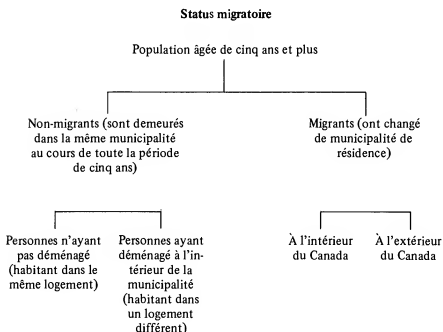 Status migratoire
Population âgée de cinq ans et plus
Non-migrants (sont demeurés
dans la même municipalité
au cours de toute la période
de cinq ans)
Migrants (ont changé
de municipalité de
résidence)
Personnes n'ayant
pas déménagé
(habitant dans le
même logement)
Personnes ayant
déménagé à l'in-
térieur de la
municipalité
(habitant dans
un logement
différent)
À l'intérieur
du Canada
À l'extérieur
du Canada